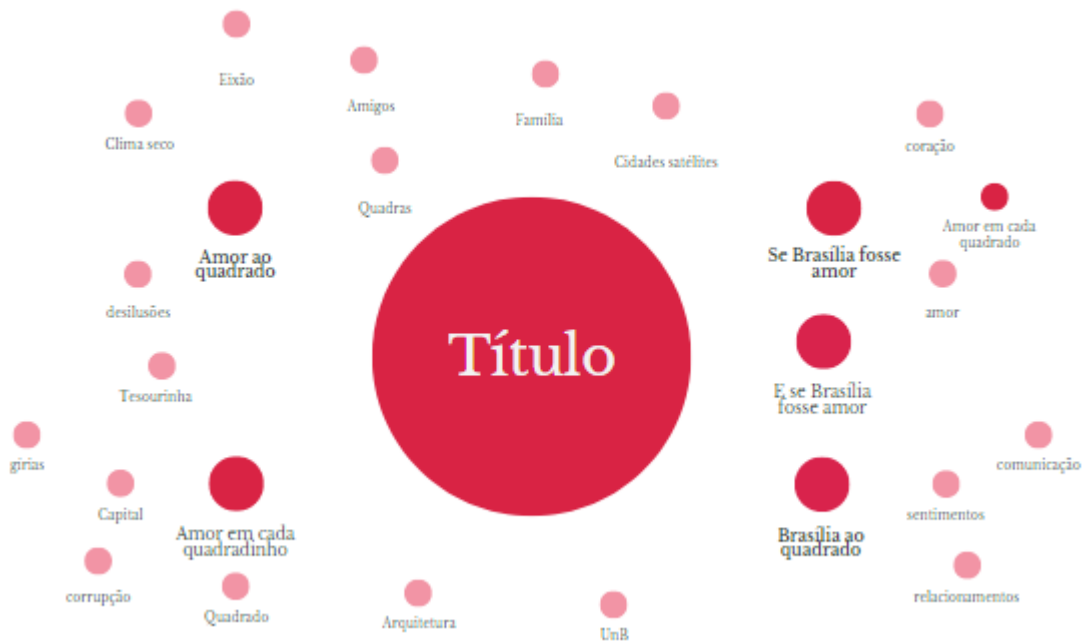 Eixão
Amigos
Família
Clima seco
Cidades satélites
coração
Quadras
Amor em cada
quadrado
Amor ao
quadrado
Se Brasília fosse
amor
desilusões
amor
Título
Tesourinha
E se Brasília
fosse amor
gírias
comunicação
Capital
sentimentos
Amor em cada
quadradinho
Brasília ao
quadrado
corrupção
relacionamentos
Quadrado
Arquitetura
UnB